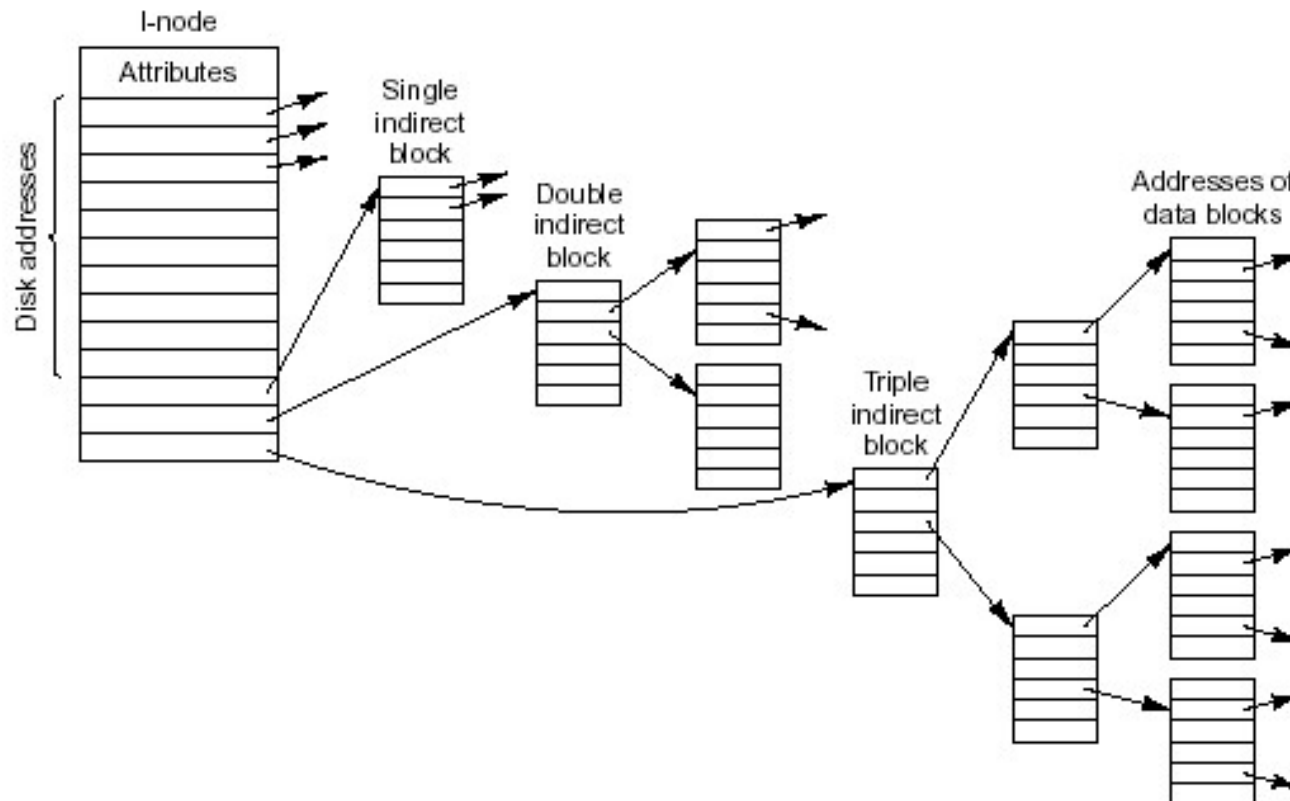 I-node
Attributes
Disk addresses
Single
indirect
block
Double
indirect
block
Triple
indirect
block
Addresses of
data blocks